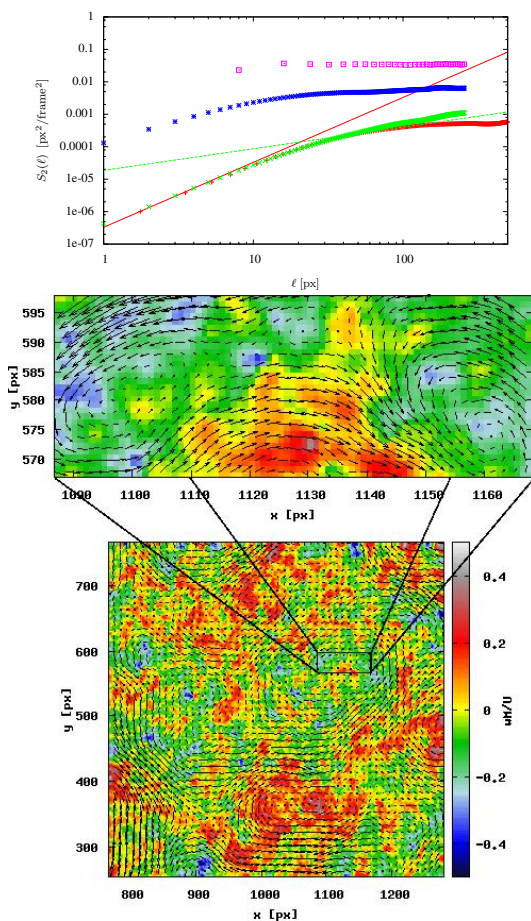 1
0.1
0.01
0.001
0.0001
1e-05
1e-06
1e-07
S₂(ℓ) [px²/frame²]
1 10 100
ℓ [px]
595
590
585
580
575
570
y [px]
1090 1100 1110 1120 1130 1140 1150 1160
x [px]
700
600
500
400
300
y [px]
800 900 1000 1100 1200
x [px]
0.4
0.2
0
-0.2
-0.4
wM/U